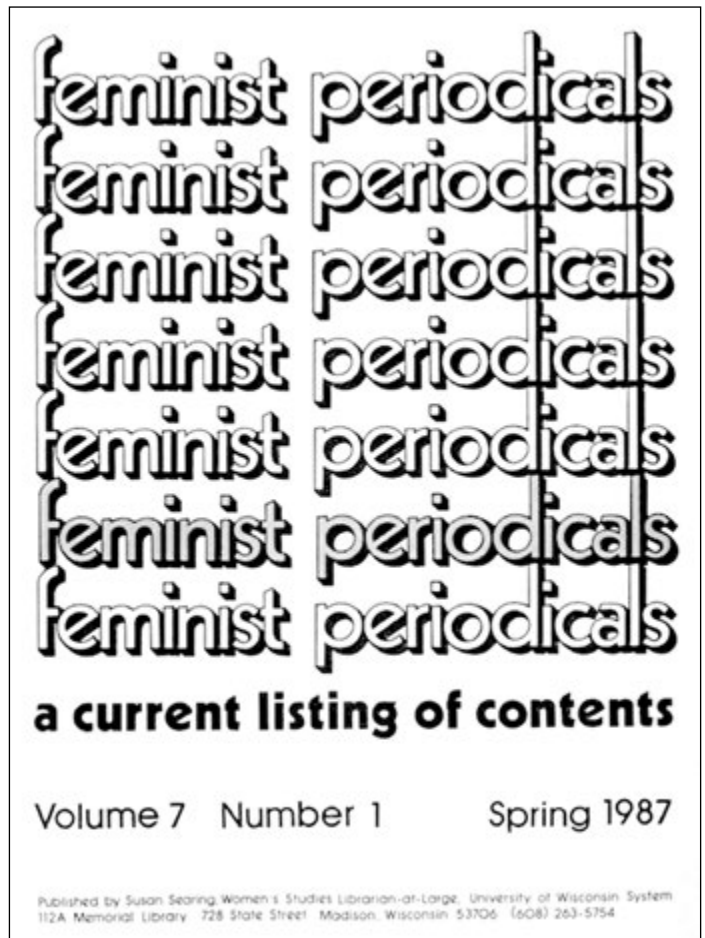 feminist periodicals
feminist periodicals
feminist periodicals
feminist periodicals
feminist periodicals
feminist periodicals
feminist periodicals
a current listing of contents
Volume 7 Number 1 Spring 1987
Published by Susan Searing, Women's Studies Librarian-at-Large, University of Wisconsin System
112A Memorial Library 728 State Street Madison, Wisconsin 53706 (608) 263-5754